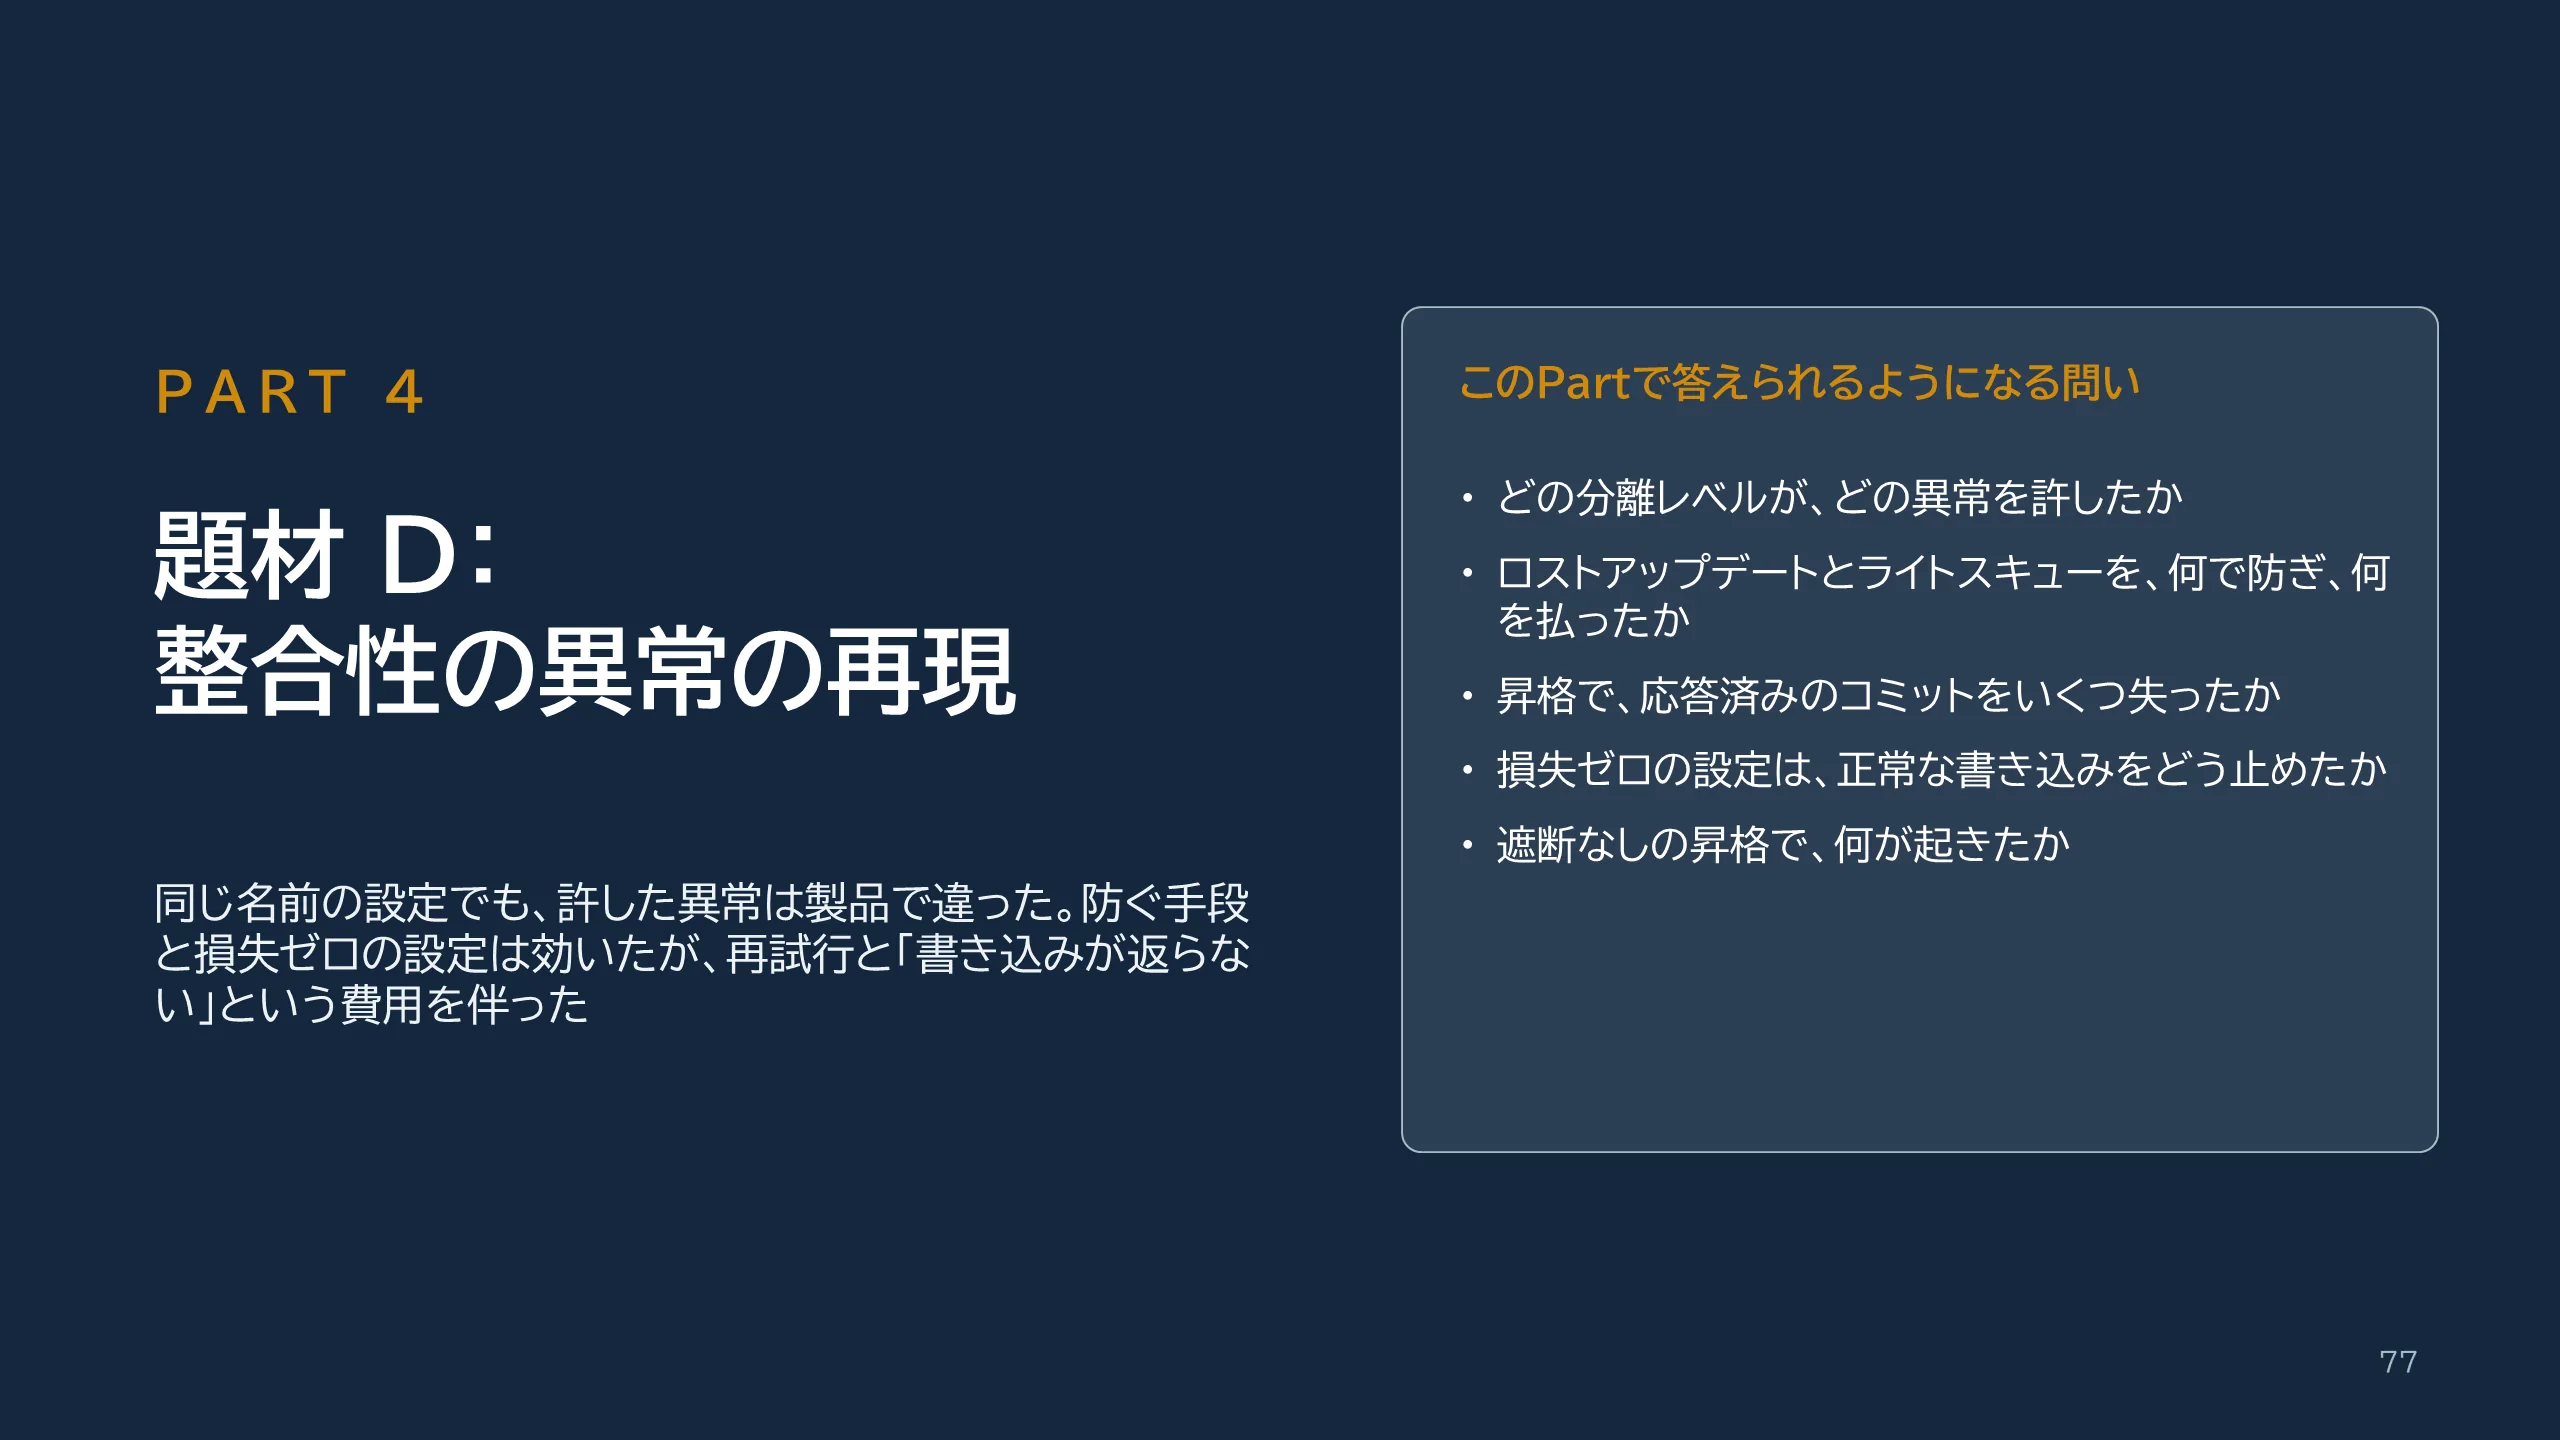 PART 4
題材 D：
整合性の異常の再現
同じ名前の設定でも、許した異常は製品で違った。防ぐ手段
と損失ゼロの設定は効いたが、再試行と「書き込みが返らな
い」という費用を伴った
このPartで答えられるようになる問い
• どの分離レベルが、どの異常を許したか
• ロストアップデートとライトスキューを、何で防ぎ、何
を払ったか
• 昇格で、応答済みのコミットをいくつ失ったか
• 損失ゼロの設定は、正常な書き込みをどう止めたか
• 遮断なしの昇格で、何が起きたか
77